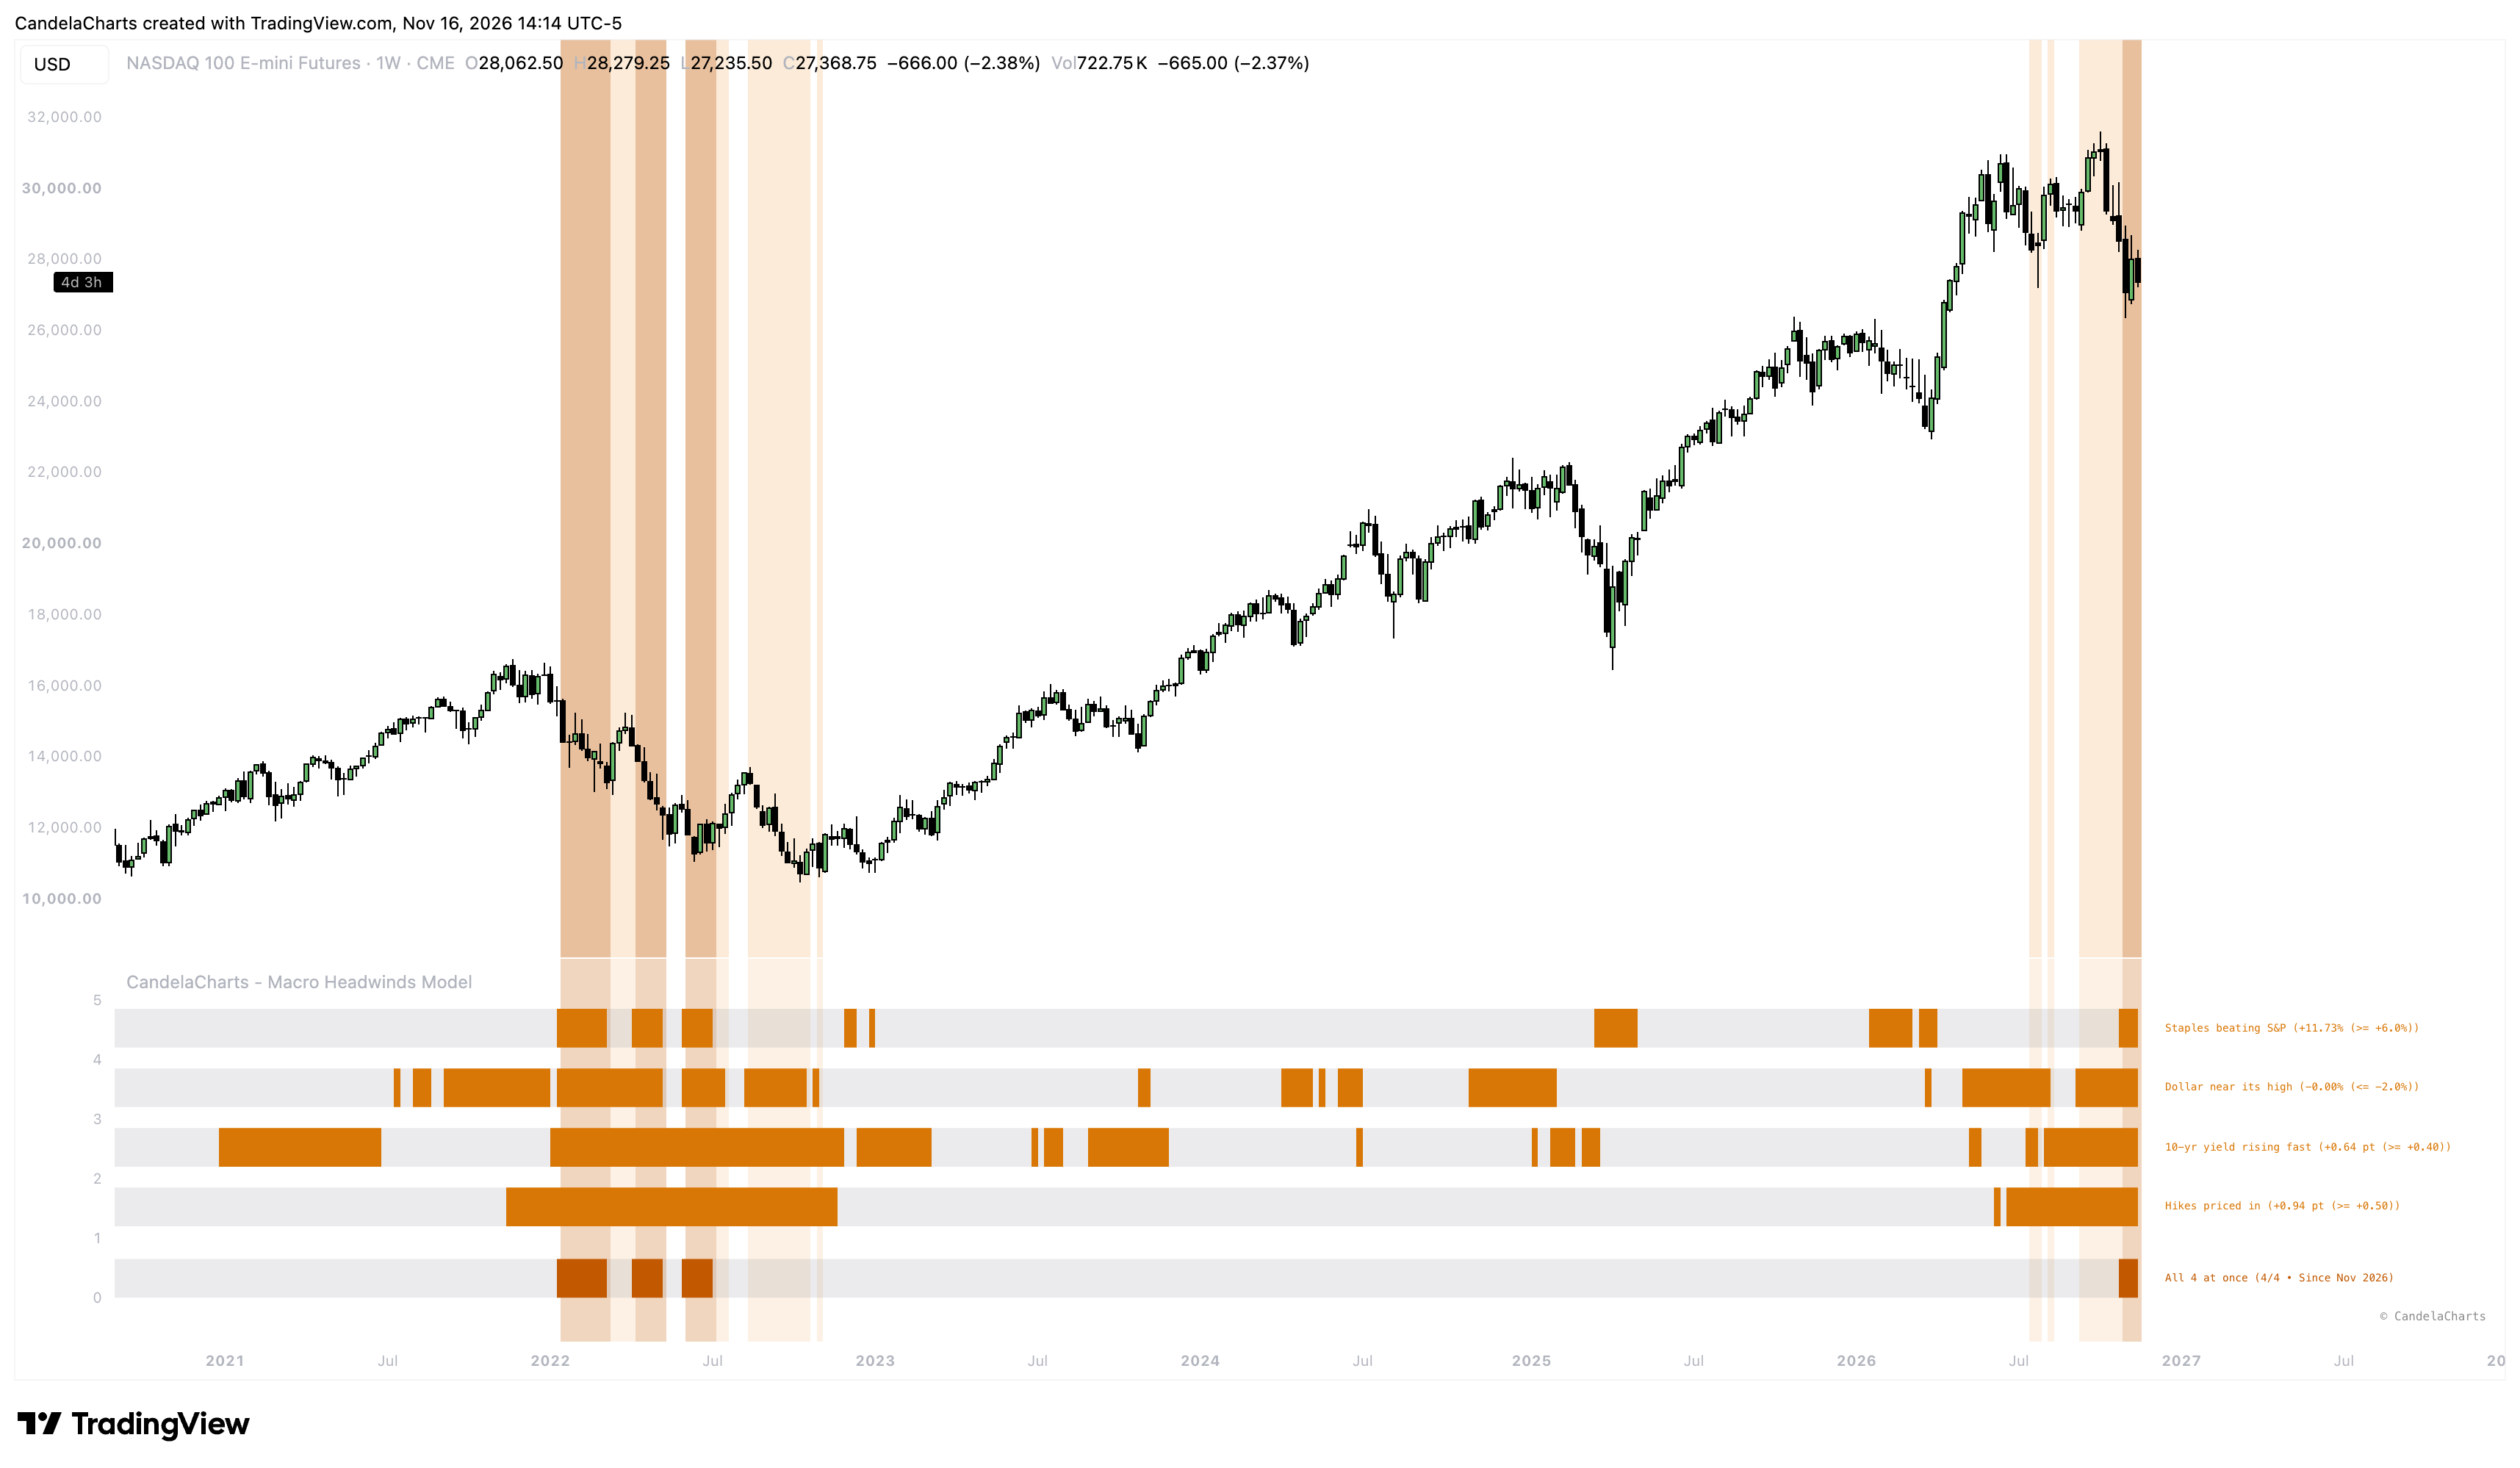 CandelaCharts created with TradingView.com, Nov 16, 2026 14:14 UTC-5
USD
NASDAQ 100 E-mini Futures · 1W · CME O28,062.50 H28,279.25 L27,235.50 C27,368.75 −666.00 (−2.38%) Vol722.75 K −665.00 (−2.37%)
32,000.00
30,000.00
28,000.00
4d 3h
26,000.00
24,000.00
22,000.00
20,000.00
18,000.00
16,000.00
14,000.00
12,000.00
10,000.00
CandelaCharts - Macro Headwinds Model
5
Staples beating S&P (+11.73% (>= +6.0%))
4
Dollar near its high (−0.00% (<= −2.0%))
3
10-yr yield rising fast (+0.64 pt (>= +0.40))
2
Hikes priced in (+0.94 pt (>= +0.50))
1
All 4 at once (4/4 • Since Nov 2026)
0
© CandelaCharts
2021 Jul 2022 Jul 2023 Jul 2024 Jul 2025 Jul 2026 Jul 2027 Jul 20
TradingView